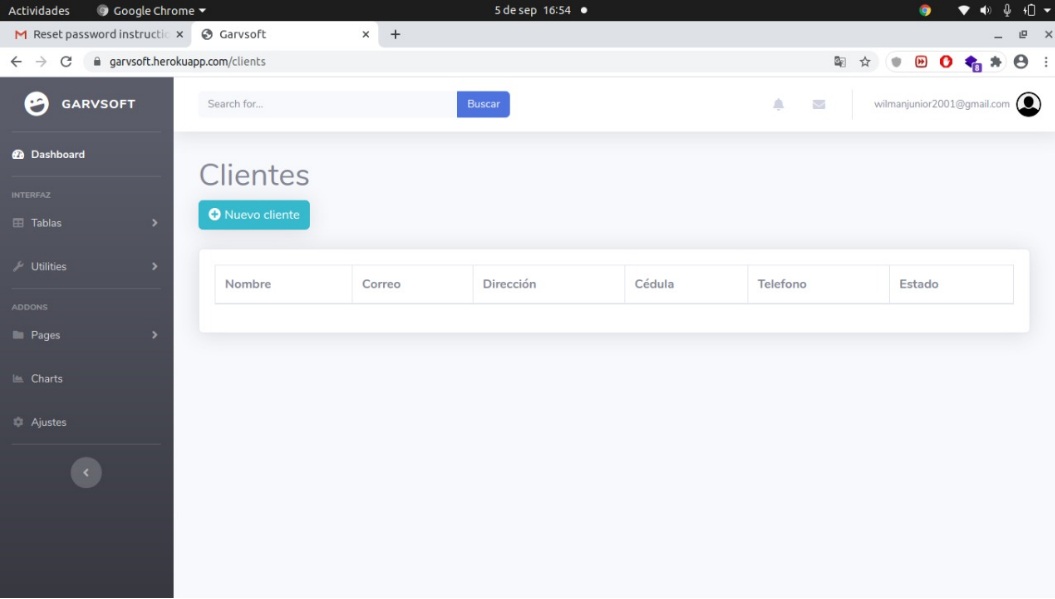 Actividades Google Chrome 5 de sep 16:54
Reset password instructio Garvsoft
garvsoft.herokuapp.com/clients
GARVSOFT Search for... Buscar wilmanjunior2001@gmail.com
Dashboard
Clientes
INTERFAZ
Nuevo cliente
Tablas
Utilities
Nombre Correo Dirección Cédula Telefono Estado
ADDONS
Pages
Charts
Ajustes